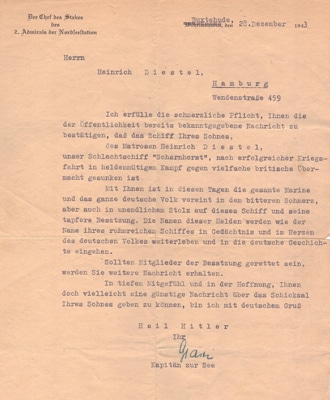 Der Chef des Stabes
des
2. Admirals der Nordseestation
Buxtehude,
den 28. Dezember 1943
Herrn
Heinrich Diestel,
Hamburg
Wendenstraße 459
Ich erfülle die schmerzliche Pflicht, Ihnen die
der Öffentlichkeit bereits bekanntgegebene Nachricht zu
bestätigen, daß das Schiff Ihres Sohnes,
des Matrosen Heinrich Diestel,
unser Schlachtschiff "Scharnhorst", nach erfolgreicher Kriegs-
fahrt in heldenmütigem Kampf gegen vielfache britische Über-
macht gesunken ist.
Mit Ihnen ist in diesen Tagen die gesamte Marine
und das ganze deutsche Volk vereint in dem bitteren Schmerz,
aber auch in unendlichem Stolz auf dieses Schiff und seine
tapfere Besatzung. Die Namen dieser Helden werden wie der
Name ihres ruhmreichen Schiffes im Gedächtnis und im Herzen
des deutschen Volkes weiterleben und in die deutsche Geschich-
te eingehen.
Sollten Mitglieder der Besatzung gerettet sein,
werden Sie weitere Nachricht erhalten.
In tiefem Mitgefühl und in der Hoffnung, Ihnen
doch vielleicht eine günstige Nachricht über das Schicksal
Ihres Sohnes geben zu können, bin ich mit deutschem Gruß
Heil Hitler
Ihr
Kapitän zur See